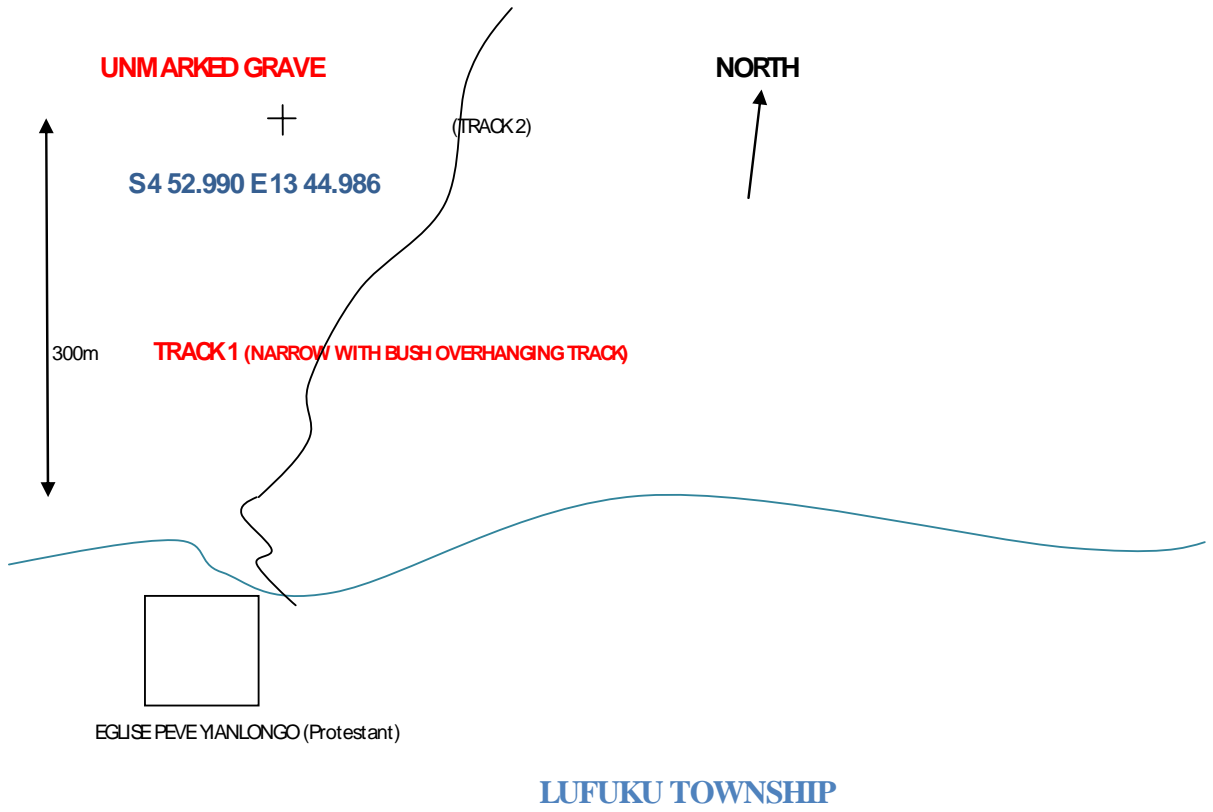 UNMARKED GRAVE
NORTH
(TRACK 2)
S4 52.990 E13 44.986
300m
TRACK 1 (NARROW WITH BUSH OVERHANGING TRACK)
EGLISE PEVE YIANLONGO (Protestant)
LUFUKU TOWNSHIP